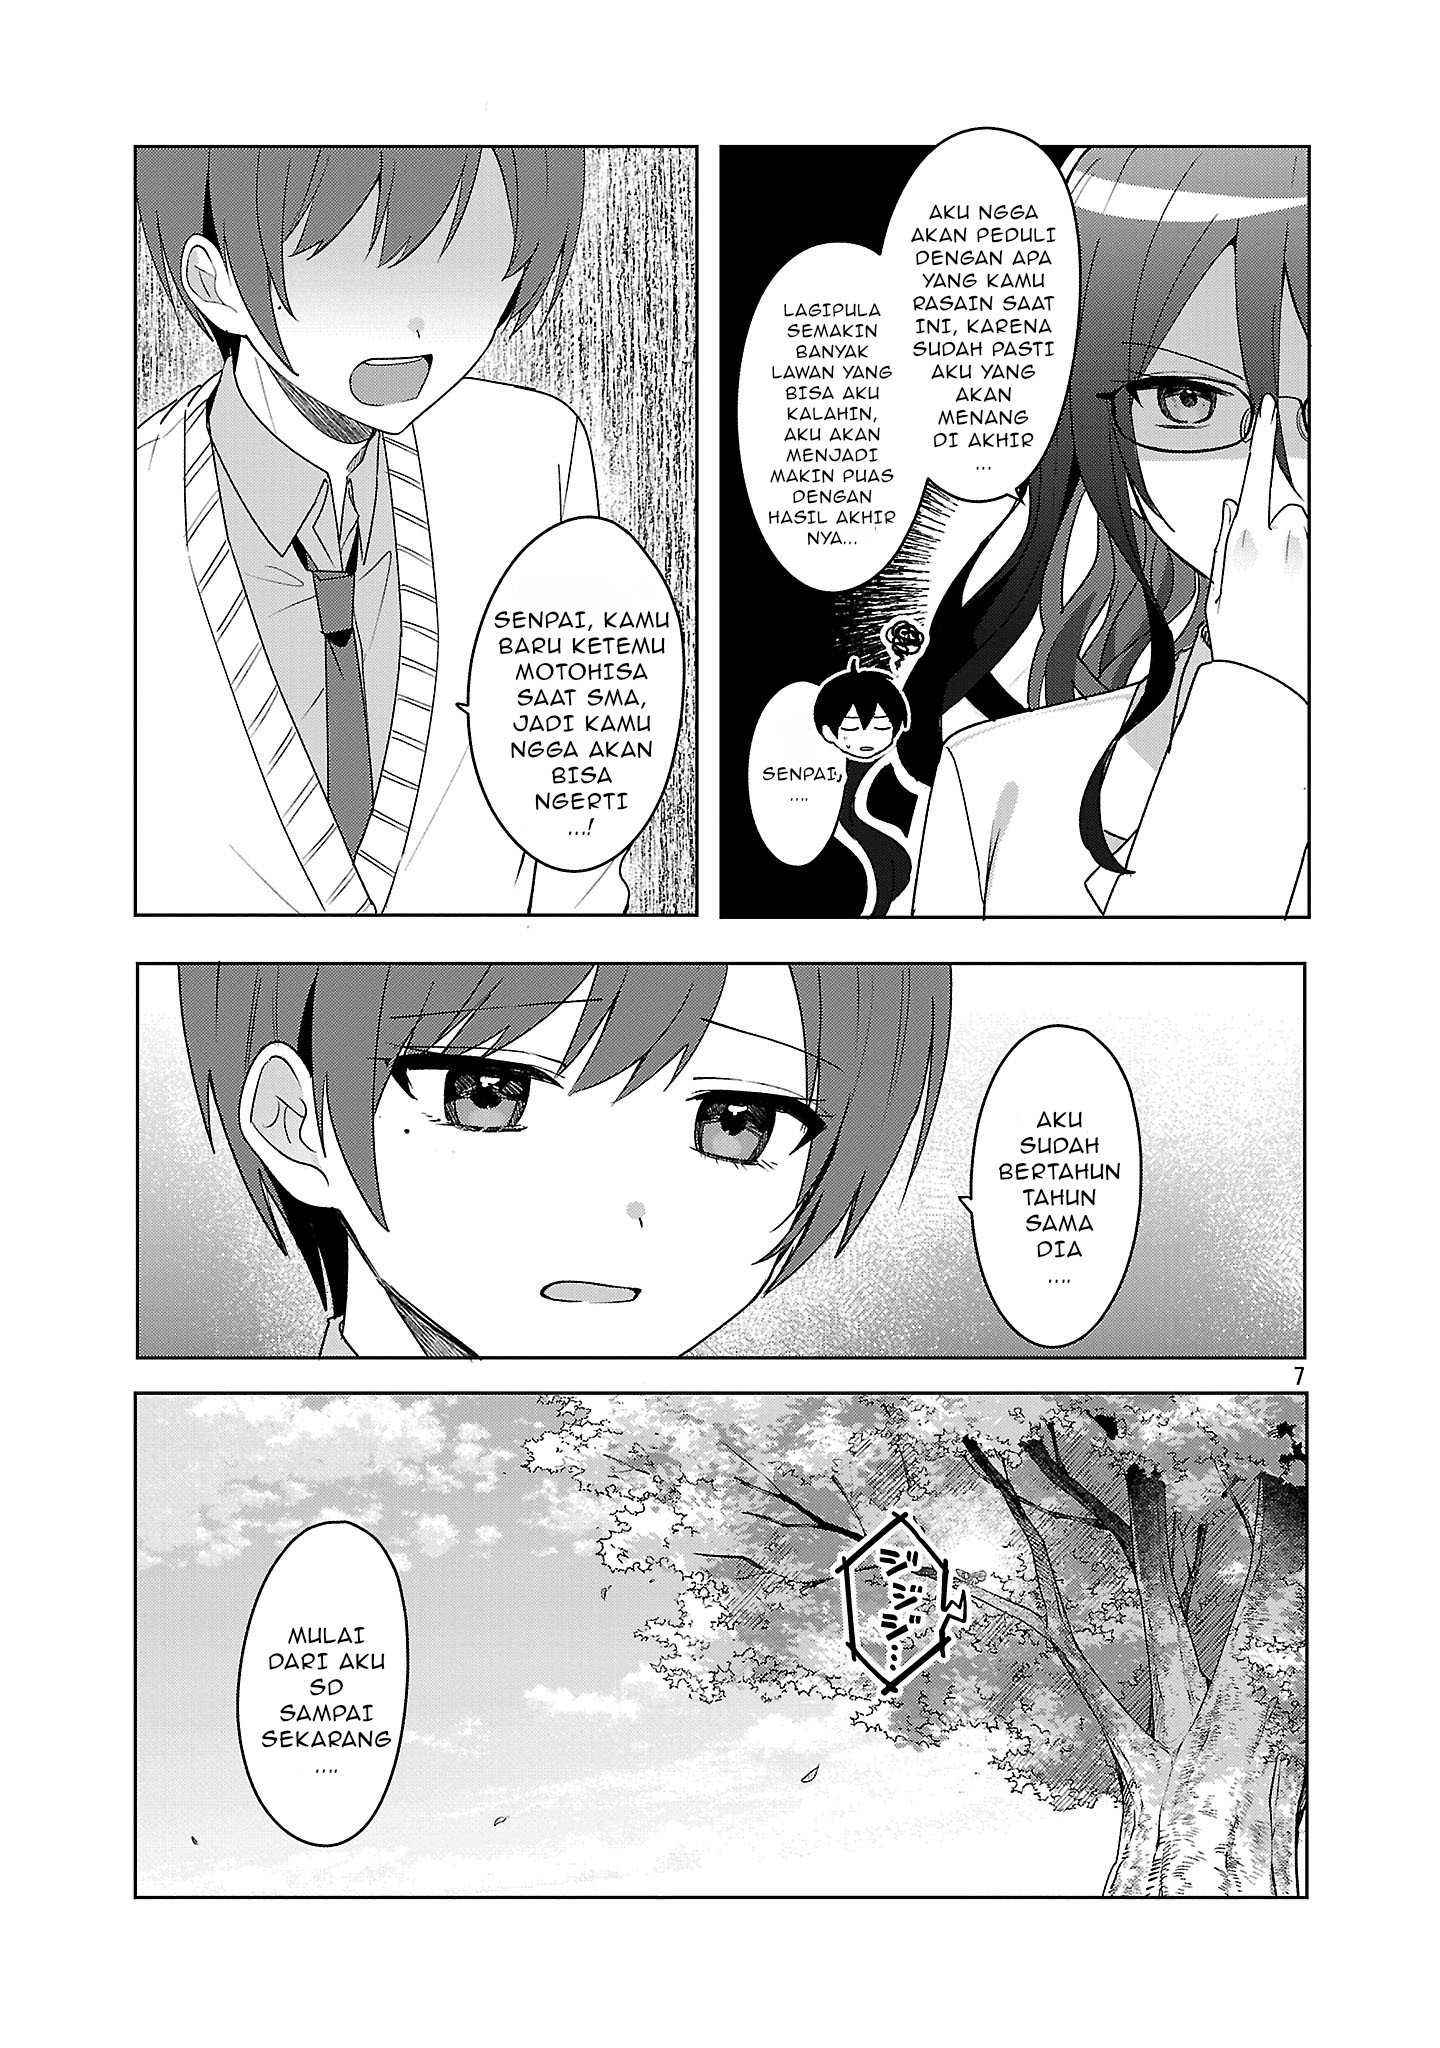 AKU NGGA
AKAN PEDULI
DENGAN APA
YANG KAMU
RASAIN SAAT
INI, KARENA
SUDAH PASTI
AKU YANG
AKAN
MENANG
DI AKHIR
...
LAGIPULA
SEMAKIN
BANYAK
LAWAN YANG
BISA AKU
KALAHIN,
AKU AKAN
MENJADI
MAKIN PUAS
DENGAN
HASIL AKHIR
NYA...
SENPAI,
....
SENPAI, KAMU
BARU KETEMU
MOTOHISA
SAAT SMA,
JADI KAMU
NGGA AKAN
BISA
NGERTI
...!
AKU
SUDAH
BERTAHUN
TAHUN
SAMA
DIA
....
7
ジジジ...
MULAI
DARI AKU
SD
SAMPAI
SEKARANG
....